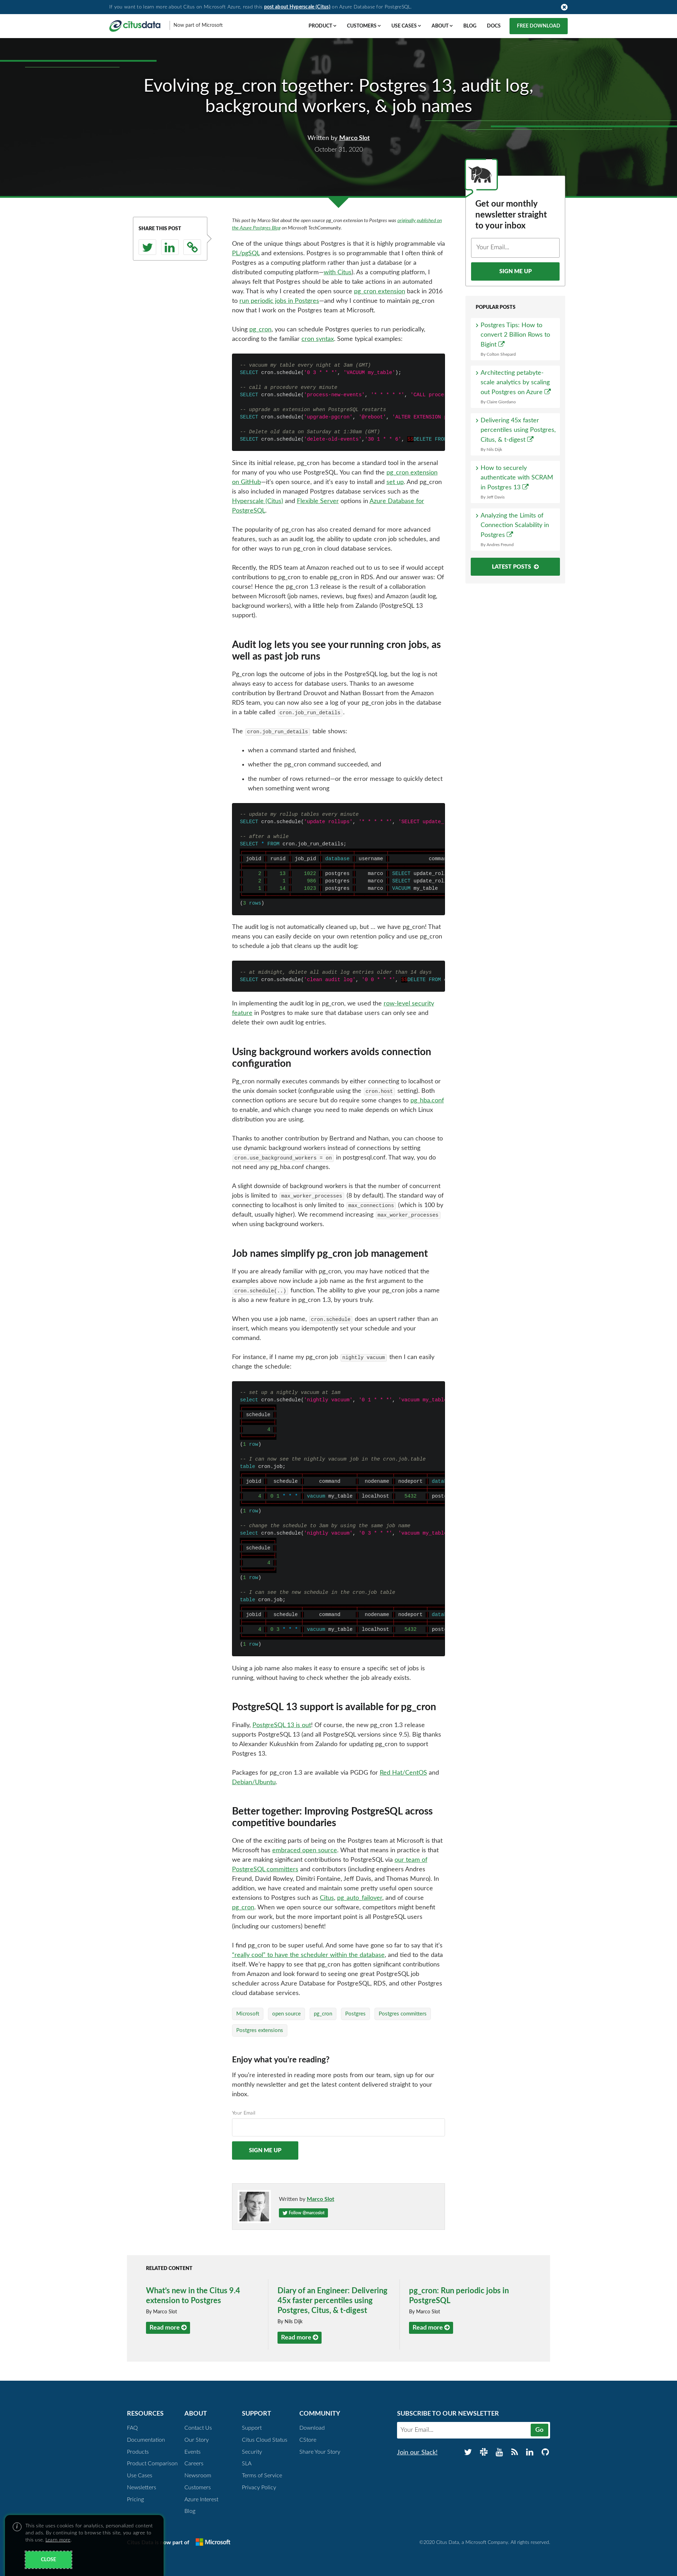 If you want to learn more about Citus on Microsoft Azure, read this post about Hyperscale (Citus) on Azure Database for PostgreSQL.
citusdata
Now part of Microsoft
PRODUCT
CUSTOMERS
USE CASES
ABOUT
BLOG
DOCS
FREE DOWNLOAD
Evolving pg_cron together: Postgres 13, audit log,
background workers, & job names
Written by Marco Slot
October 31, 2020
SHARE THIS POST
This post by Marco Slot about the open source pg_cron extension to Postgres was originally published on
the Azure Postgres Blog on Microsoft TechCommunity.
One of the unique things about Postgres is that it is highly programmable via
PL/pgSQL and extensions. Postgres is so programmable that I often think of
Postgres as a computing platform rather than just a database (or a
distributed computing platform—with Citus). As a computing platform, I
always felt that Postgres should be able to take actions in an automated
way. That is why I created the open source pg_cron extension back in 2016
to run periodic jobs in Postgres—and why I continue to maintain pg_cron
now that I work on the Postgres team at Microsoft.
Using pg_cron, you can schedule Postgres queries to run periodically,
according to the familiar cron syntax. Some typical examples:
-- vacuum my table every night at 3am (GMT)
SELECT cron.schedule('0 3 * * *', 'VACUUM my_table');
-- call a procedure every minute
SELECT cron.schedule('process-new-events', '* * * * *', 'CALL proce
-- upgrade an extension when PostgreSQL restarts
SELECT cron.schedule('upgrade-pgcron', '@reboot', 'ALTER EXTENSION
-- Delete old data on Saturday at 1:30am (GMT)
SELECT cron.schedule('delete-old-events','30 1 * * 6', DELETE FRO
Since its initial release, pg_cron has become a standard tool in the arsenal
for many of you who use PostgreSQL. You can find the pg_cron extension
on GitHub—it's open source, and it's easy to install and set up. And pg_cron
is also included in managed Postgres database services such as the
Hyperscale (Citus) and Flexible Server options in Azure Database for
PostgreSQL.
The popularity of pg_cron has also created demand for more advanced
features, such as an audit log, the ability to update cron job schedules, and
for other ways to run pg_cron in cloud database services.
Recently, the RDS team at Amazon reached out to us to see if would accept
contributions to pg_cron to enable pg_cron in RDS. And our answer was: Of
course! Hence the pg_cron 1.3 release is the result of collaboration between
Microsoft (job names, reviews, bug fixes) and Amazon (audit log,
background workers), with a little help from Zalando (PostgreSQL 13
support).
Audit log lets you see your running cron jobs, as
well as past job runs
Pg_cron logs the outcome of jobs in the PostgreSQL log, but the log is not
always easy to access for database users. Thanks to an awesome
contribution by Bertrand Drouvot and Nathan Bossart from the Amazon
RDS team, you can now also see a log of your pg_cron jobs in the database
in a table called cron.job_run_details .
The cron.job_run_details table shows:
• when a command started and finished,
• whether the pg_cron command succeeded, and
• the number of rows returned—or the error message to quickly detect
when something went wrong
-- update my rollup tables every minute
SELECT cron.schedule('update rollups', '* * * * *', 'SELECT update_
-- after a while
SELECT * FROM cron.job_run_details;
jobid runid job_pid database username comman
2 13 1022 postgres marco SELECT update_rol
2 1 986 postgres marco SELECT update_rol
1 14 1023 postgres marco VACUUM my_table
(3 rows)
The audit log is not automatically cleaned up, but ... we have pg_cron! That
means you can easily decide on your own retention policy and use pg_cron
to schedule a job that cleans up the audit log:
-- at midnight, delete all audit log entries older than 14 days
SELECT cron.schedule('clean audit log', '0 0 * * *', DELETE FROM
In implementing the audit log in pg_cron, we used the row-level security
feature in Postgres to make sure that database users can only see and
delete their own audit log entries.
Using background workers avoids connection
configuration
Pg_cron normally executes commands by either connecting to localhost or
the unix domain socket (configurable using the cron.host setting). Both
connection options are secure but do require some changes to pg_hba.conf
to enable, and which change you need to make depends on which Linux
distribution you are using.
Thanks to another contribution by Bertrand and Nathan, you can choose to
use dynamic background workers instead of connections by setting
cron.use_background_workers = on in postgresql.conf. That way, you do
not need any pg_hba.conf changes.
A slight downside of background workers is that the number of concurrent
jobs is limited to max_worker_processes (8 by default). The standard way of
connecting to localhost is only limited to max_connections (which is 100 by
default, usually higher). We recommend increasing max_worker_processes
when using background workers.
Job names simplify pg_cron job management
If you are already familiar with pg_cron, you may have noticed that the
examples above now include a job name as the first argument to the
cron.schedule(..) function. The ability to give your pg_cron jobs a name
is also a new feature in pg_cron 1.3, by yours truly.
When you use a job name, cron.schedule does an upsert rather than an
insert, which means you idempotently set your schedule and your
command.
For instance, if I name my pg_cron job nightly vacuum then I can easily
change the schedule:
-- set up a nightly vacuum at 1am
select cron.schedule('nightly vacuum', '0 1 * * *', 'vacuum my_table
schedule
4
(1 row)
-- I can now see the nightly vacuum job in the cron.job.table
table cron.job;
jobid schedule command nodename nodeport data
4 0 1 * * * vacuum my_table localhost 5432 post
(1 row)
-- change the schedule to 3am by using the same job name
select cron.schedule('nightly vacuum', '0 3 * * *', 'vacuum my_table
schedule
4
(1 row)
-- I can see the new schedule in the cron.job table
table cron.job;
jobid schedule command nodename nodeport data
4 0 3 * * * vacuum my_table localhost 5432 post
(1 row)
Using a job name also makes it easy to ensure a specific set of jobs is
running, without having to check whether the job already exists.
PostgreSQL 13 support is available for pg_cron
Finally, PostgreSQL 13 is out! Of course, the new pg_cron 1.3 release
supports PostgreSQL 13 (and all PostgreSQL versions since 9.5). Big thanks
to Alexander Kukushkin from Zalando for updating pg_cron to support
Postgres 13.
Packages for pg_cron 1.3 are available via PGDG for Red Hat/CentOS and
Debian/Ubuntu.
Better together: Improving PostgreSQL across
competitive boundaries
One of the exciting parts of being on the Postgres team at Microsoft is that
Microsoft has embraced open source. What that means in practice is that
we are making significant contributions to PostgreSQL via our team of
PostgreSQL committers and contributors (including engineers Andres
Freund, David Rowley, Dimitri Fontaine, Jeff Davis, and Thomas Munro). In
addition, we have created and maintain some pretty useful open source
extensions to Postgres such as Citus, pg_auto_failover, and of course
pg_cron. When we open source our software, competitors might benefit
from our work, but the more important point is all PostgreSQL users
(including our customers) benefit!
I find pg_cron to be super useful. And some have gone so far to say that it's
"really cool" to have the scheduler within the database, and tied to the data
itself. We're happy to see that pg_cron has gotten significant contributions
from Amazon and look forward to seeing one great PostgreSQL job
scheduler across Azure Database for PostgreSQL, RDS, and other Postgres
cloud database services.
Microsoft
open source
pg_cron
Postgres
Postgres committers
Postgres extensions
Enjoy what you're reading?
If you're interested in reading more posts from our team, sign up for our
monthly newsletter and get the latest content delivered straight to your
inbox.
Your Email
SIGN ME UP
Written by Marco Slot
Follow @marcoslot
Get our monthly
newsletter straight
to your inbox
Your Email...
SIGN ME UP
POPULAR POSTS
Postgres Tips: How to
convert 2 Billion Rows to
Bigint
By Colton Shepard
Architecting petabyte-
scale analytics by scaling
out Postgres on Azure
By Claire Giordano
Delivering 45x faster
percentiles using Postgres,
Citus, & t-digest
By Nils Dijk
How to securely
authenticate with SCRAM
in Postgres 13
By Jeff Davis
Analyzing the Limits of
Connection Scalability in
Postgres
By Andres Freund
LATEST POSTS
RELATED CONTENT
What's new in the Citus 9.4
extension to Postgres
By Marco Slot
Read more
Diary of an Engineer: Delivering
45x faster percentiles using
Postgres, Citus, & t-digest
By Nils Dijk
Read more
pg_cron: Run periodic jobs in
PostgreSQL
By Marco Slot
Read more
RESOURCES
FAQ
Documentation
Products
Product Comparison
Use Cases
Newsletters
Pricing
ABOUT
Contact Us
Our Story
Events
Careers
Newsroom
Customers
Azure Interest
Blog
SUPPORT
Support
Citus Cloud Status
Security
SLA
Terms of Service
Privacy Policy
COMMUNITY
Download
CStore
Share Your Story
SUBSCRIBE TO OUR NEWSLETTER
Your Email...
Go
Join our Slack!
now part of Microsoft
©2020 Citus Data, a Microsoft Company. All rights reserved.
This site uses cookies for analytics, personalized content
and ads. By continuing to browse this site, you agree to
this use. Learn more.
CLOSE